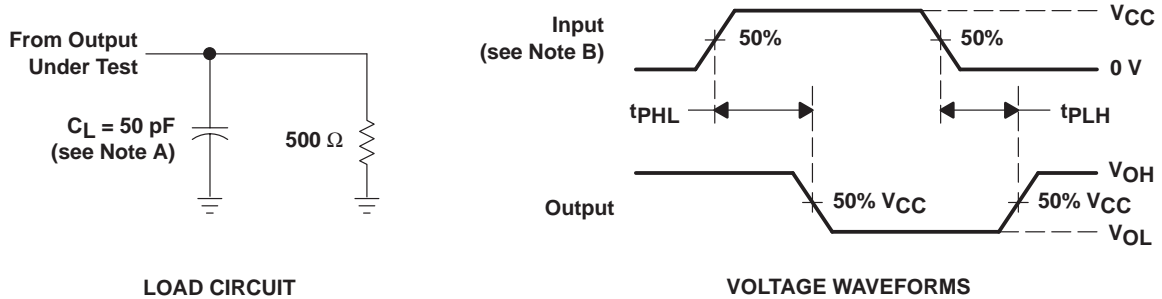 From Output
Under Test
CL = 50 pF
(see Note A)
500 Ω
LOAD CIRCUIT
Input
(see Note B)
50%
50%
VCC
0 V
tPHL
tPLH
Output
50% VCC
50% VCC
VOH
VOL
VOLTAGE WAVEFORMS